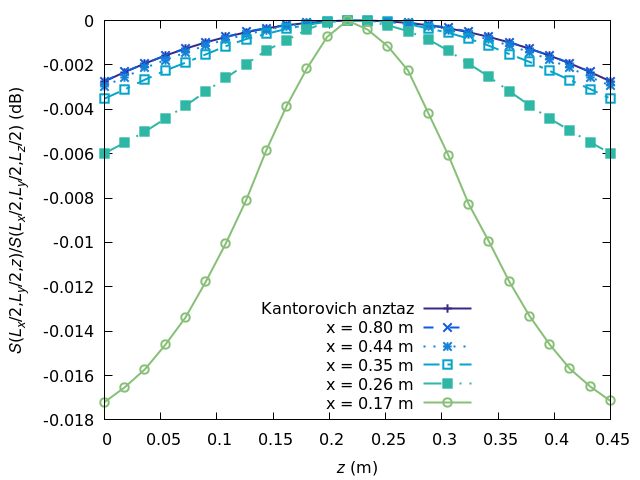 0
-0.002
-0.004
-0.006
-0.008
-0.01
-0.012
-0.014
-0.016
-0.018
S(Lx/2,Ly/2,z)/S(Lx/2,Ly/2,Lz/2) (dB)
Kantorovich anztaz
x = 0.80 m
x = 0.44 m
x = 0.35 m
x = 0.26 m
x = 0.17 m
0 0.05 0.1 0.15 0.2 0.25 0.3 0.35 0.4 0.45
z (m)